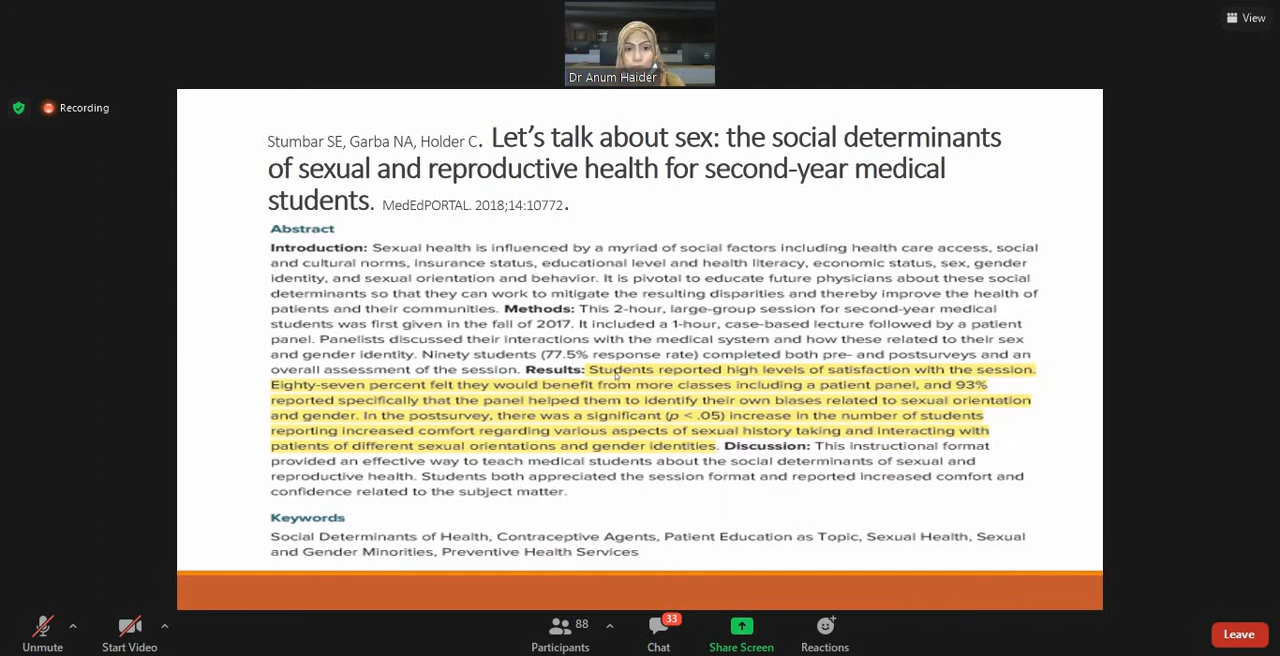 View
Dr Anum Haider
Recording
Stumbar SE, Garba NA, Holder C. Let's talk about sex: the social determinants
of sexual and reproductive health for second-year medical
students. MedEdPORTAL. 2018;14:10772.
Abstract
Introduction: Sexual health is influenced by a myriad of social factors including health care access, social
and cultural norms, insurance status, educational level and health literacy, economic status, sex, gender
identity, and sexual orientation and behavior. It is pivotal to educate future physicians about these social
determinants so that they can work to mitigate the resulting disparities and thereby improve the health of
patients and their communities. Methods: This 2-hour, large-group session for second-year medical
students was first given in the fall of 2017. It included a 1-hour, case-based lecture followed by a patient
panel. Panelists discussed their interactions with the medical system and how these related to their sex
and gender identity. Ninety students (77.5% response rate) completed both pre- and postsurveys and an
overall assessment of the session. Results: Students reported high levels of satisfaction with the session.
Eighty-seven percent felt they would benefit from more classes including a patient panel, and 93%
reported specifically that the panel helped them to identify their own biases related to sexual orientation
and gender. In the postsurvey, there was a significant (p < .05) increase in the number of students
reporting increased comfort regarding various aspects of sexual history taking and interacting with
patients of different sexual orientations and gender identities. Discussion: This instructional format
provided an effective way to teach medical students about the social determinants of sexual and
reproductive health. Students both appreciated the session format and reported increased comfort and
confidence related to the subject matter.
Keywords
Social Determinants of Health, Contraceptive Agents, Patient Education as Topic, Sexual Health, Sexual
and Gender Minorities, Preventive Health Services
88
33
Unmute
Start Video
Participants
Chat
Share Screen
Reactions
Leave